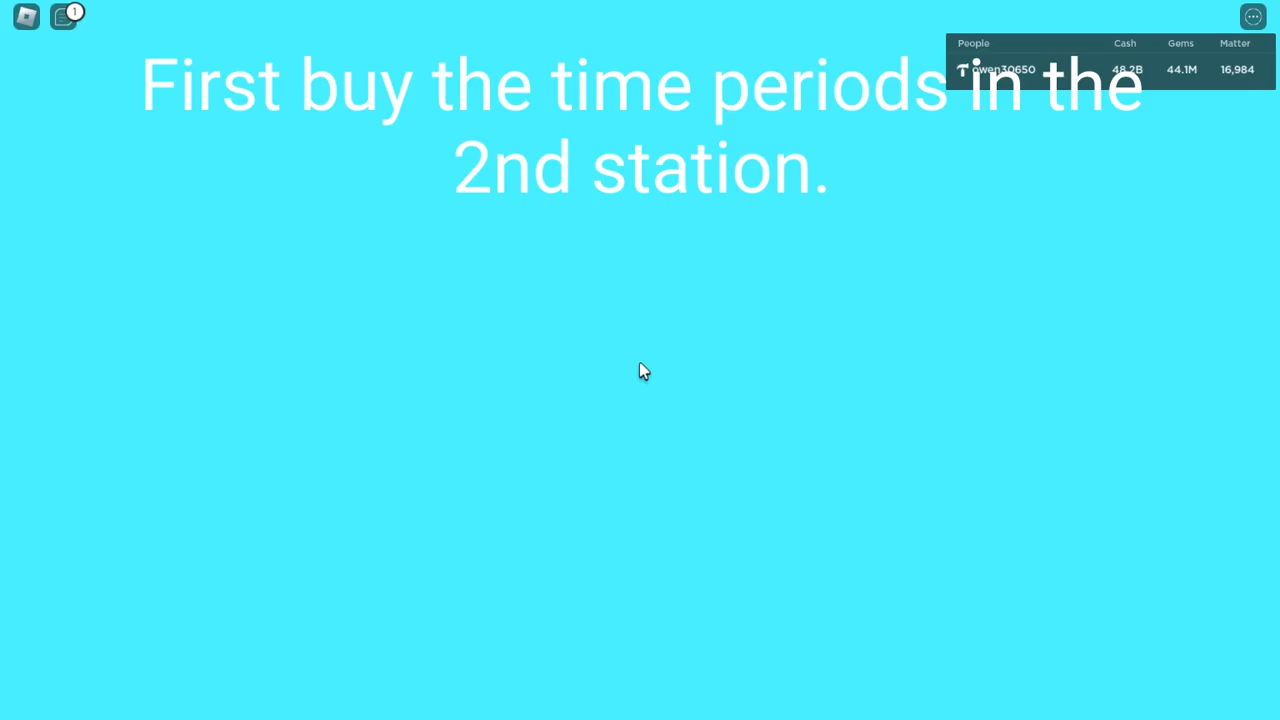 1
People Cash Gems Matter
owen30650 48.2B 44.1M 16,984
First buy the time periods in the
2nd station.